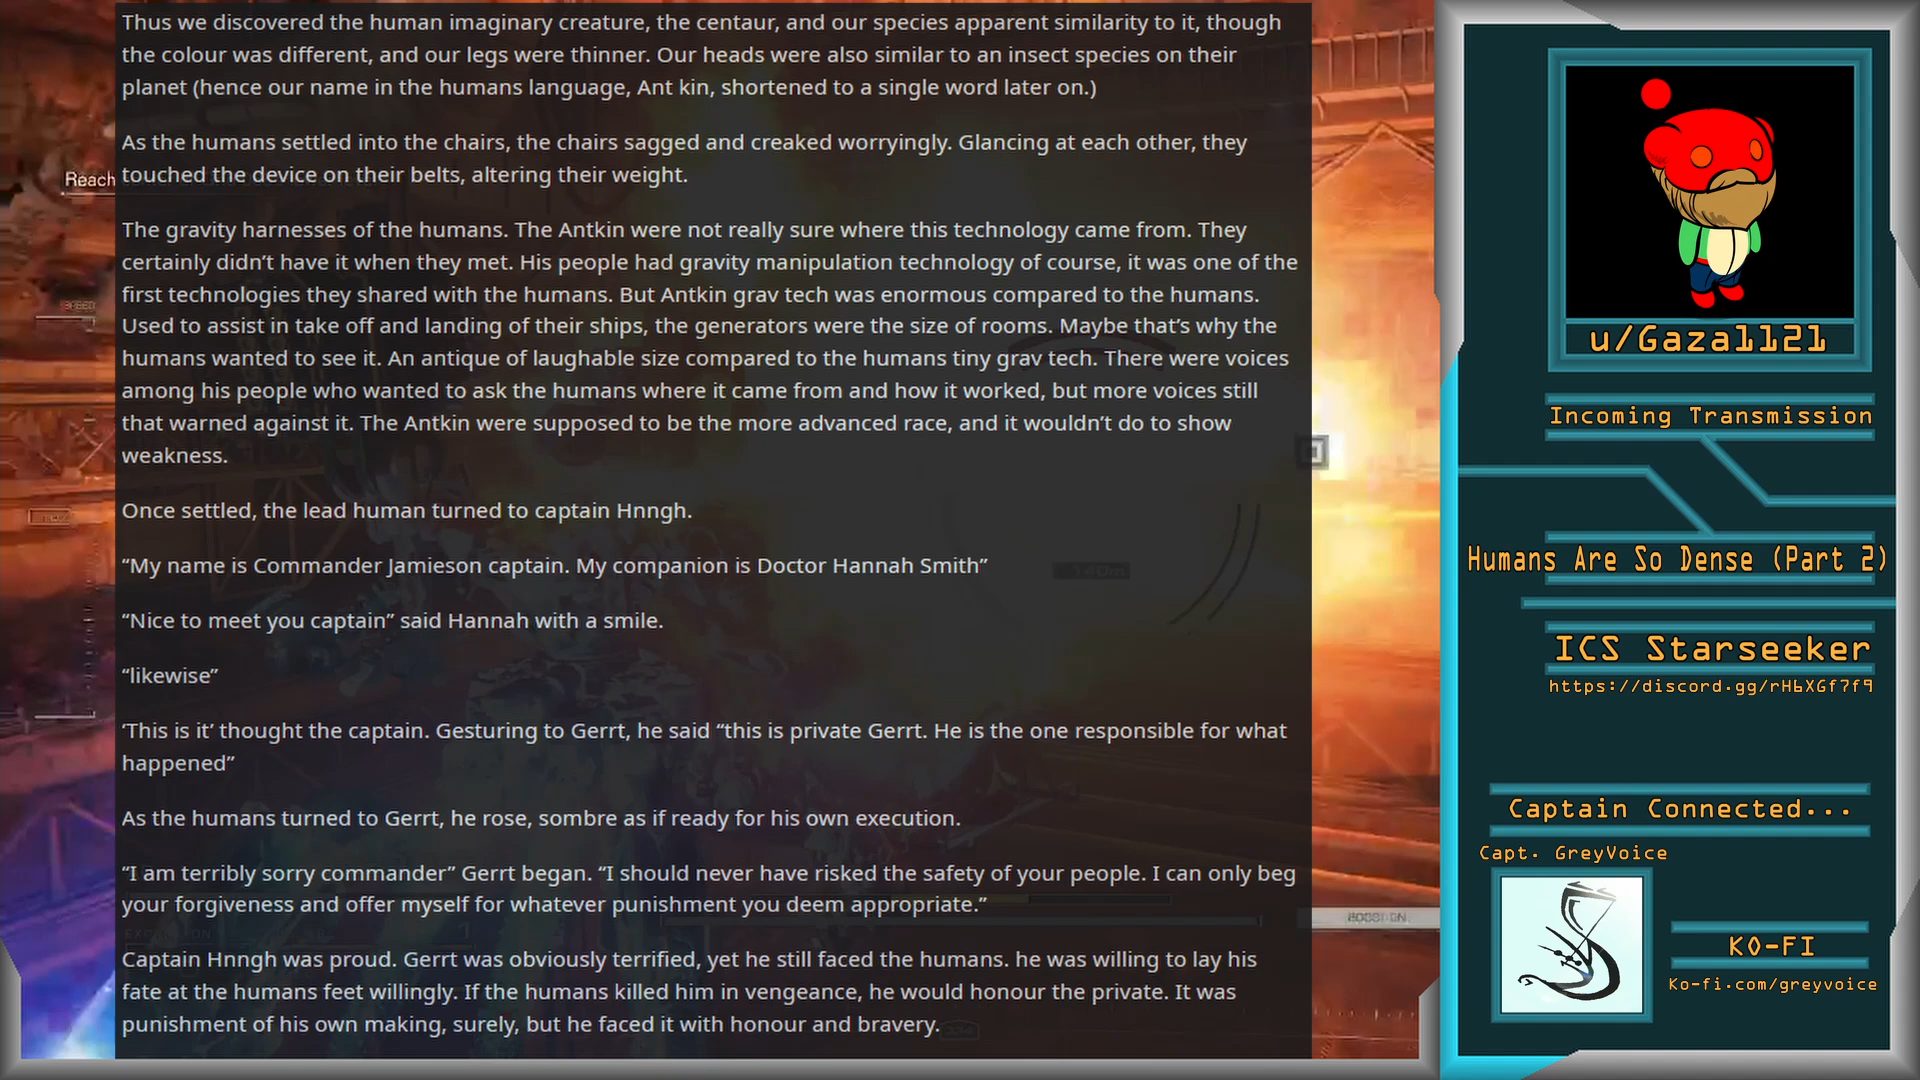 Thus we discovered the human imaginary creature, the centaur, and our species apparent similarity to it, though
the colour was different, and our legs were thinner. Our heads were also similar to an insect species on their
planet (hence our name in the humans language, Ant kin, shortened to a single word later on.)
As the humans settled into the chairs, the chairs sagged and creaked worryingly. Glancing at each other, they
touched the device on their belts, altering their weight.
Reach
The gravity harnesses of the humans. The Antkin were not really sure where this technology came from. They
certainly didn’t have it when they met. His people had gravity manipulation technology of course, it was one of the
first technologies they shared with the humans. But Antkin grav tech was enormous compared to the humans.
Used to assist in take off and landing of their ships, the generators were the size of rooms. Maybe that’s why the
humans wanted to see it. An antique of laughable size compared to the humans tiny grav tech. There were voices
among his people who wanted to ask the humans where it came from and how it worked, but more voices still
that warned against it. The Antkin were supposed to be the more advanced race, and it wouldn’t do to show
weakness.
Once settled, the lead human turned to captain Hnngh.
“My name is Commander Jamieson captain. My companion is Doctor Hannah Smith”
“Nice to meet you captain” said Hannah with a smile.
“likewise”
‘This is it’ thought the captain. Gesturing to Gerrt, he said “this is private Gerrt. He is the one responsible for what
happened”
As the humans turned to Gerrt, he rose, sombre as if ready for his own execution.
“I am terribly sorry commander” Gerrt began. “I should never have risked the safety of your people. I can only beg
your forgiveness and offer myself for whatever punishment you deem appropriate.”
Captain Hnngh was proud. Gerrt was obviously terrified, yet he still faced the humans. he was willing to lay his
fate at the humans feet willingly. If the humans killed him in vengeance, he would honour the private. It was
punishment of his own making, surely, but he faced it with honour and bravery.
u/Gaza1121
Incoming Transmission
Humans Are So Dense (Part 2)
ICS Starseeker
https://discord.gg/rH6XGf7f9
Captain Connected...
Capt. GreyVoice
KO-FI
Ko-fi.com/greyvoice